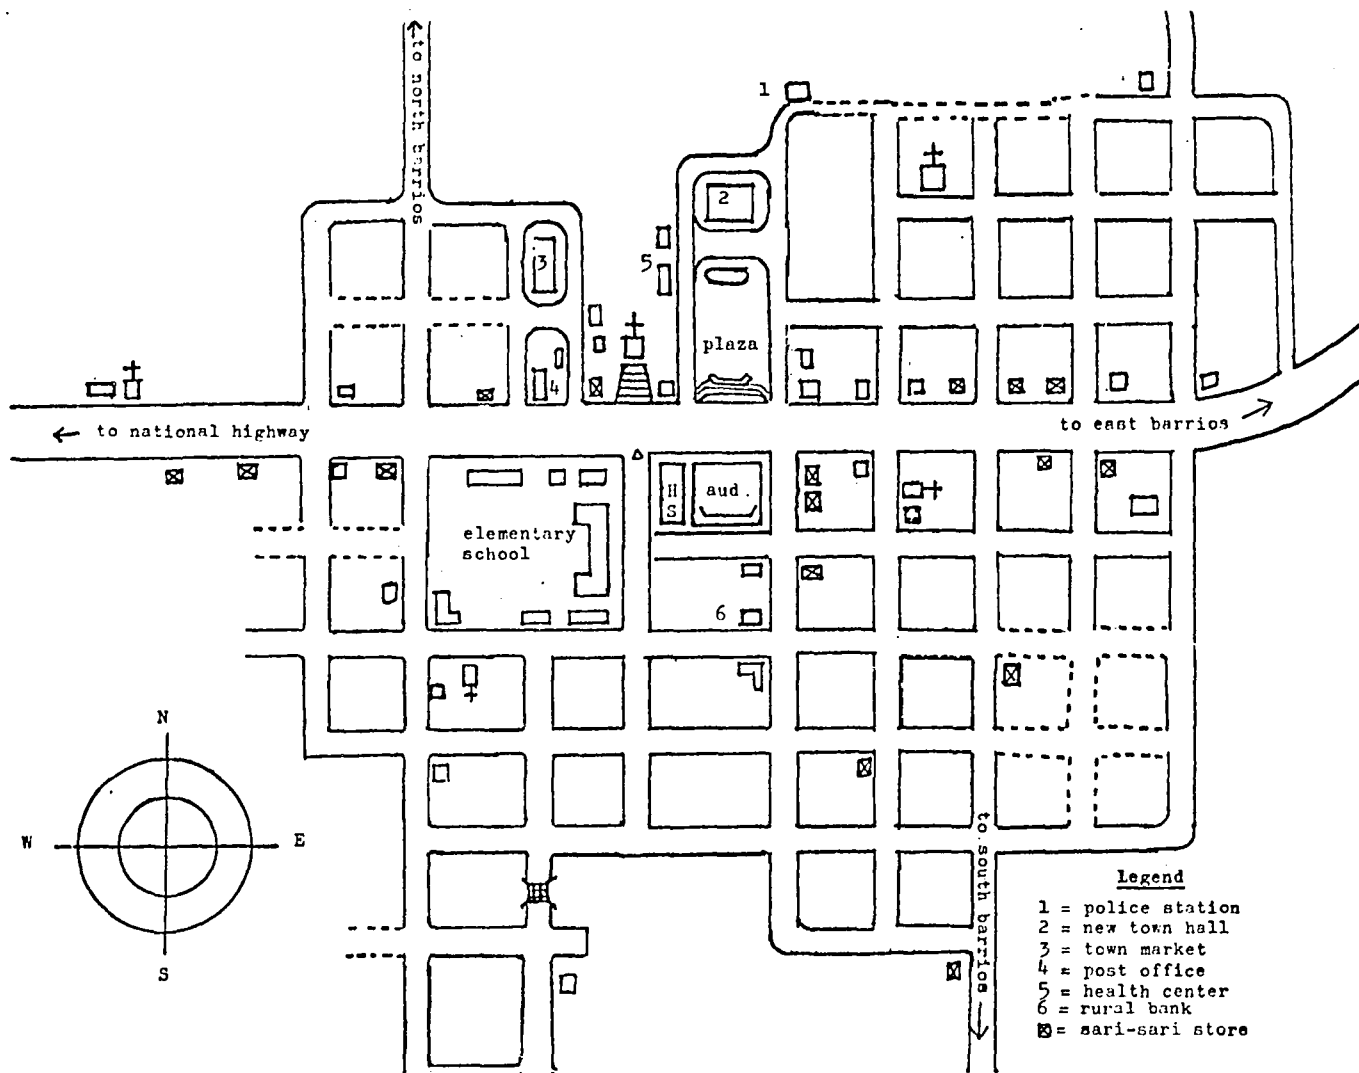 to north barrios
1
2
3
5
4
plaza
← to national highway
to east barrios
HS
aud.
elementary
school
6
N
W
E
S
to south barrios
Legend
1 = police station
2 = new town hall
3 = town market
4 = post office
5 = health center
6 = rural bank
= sari-sari store